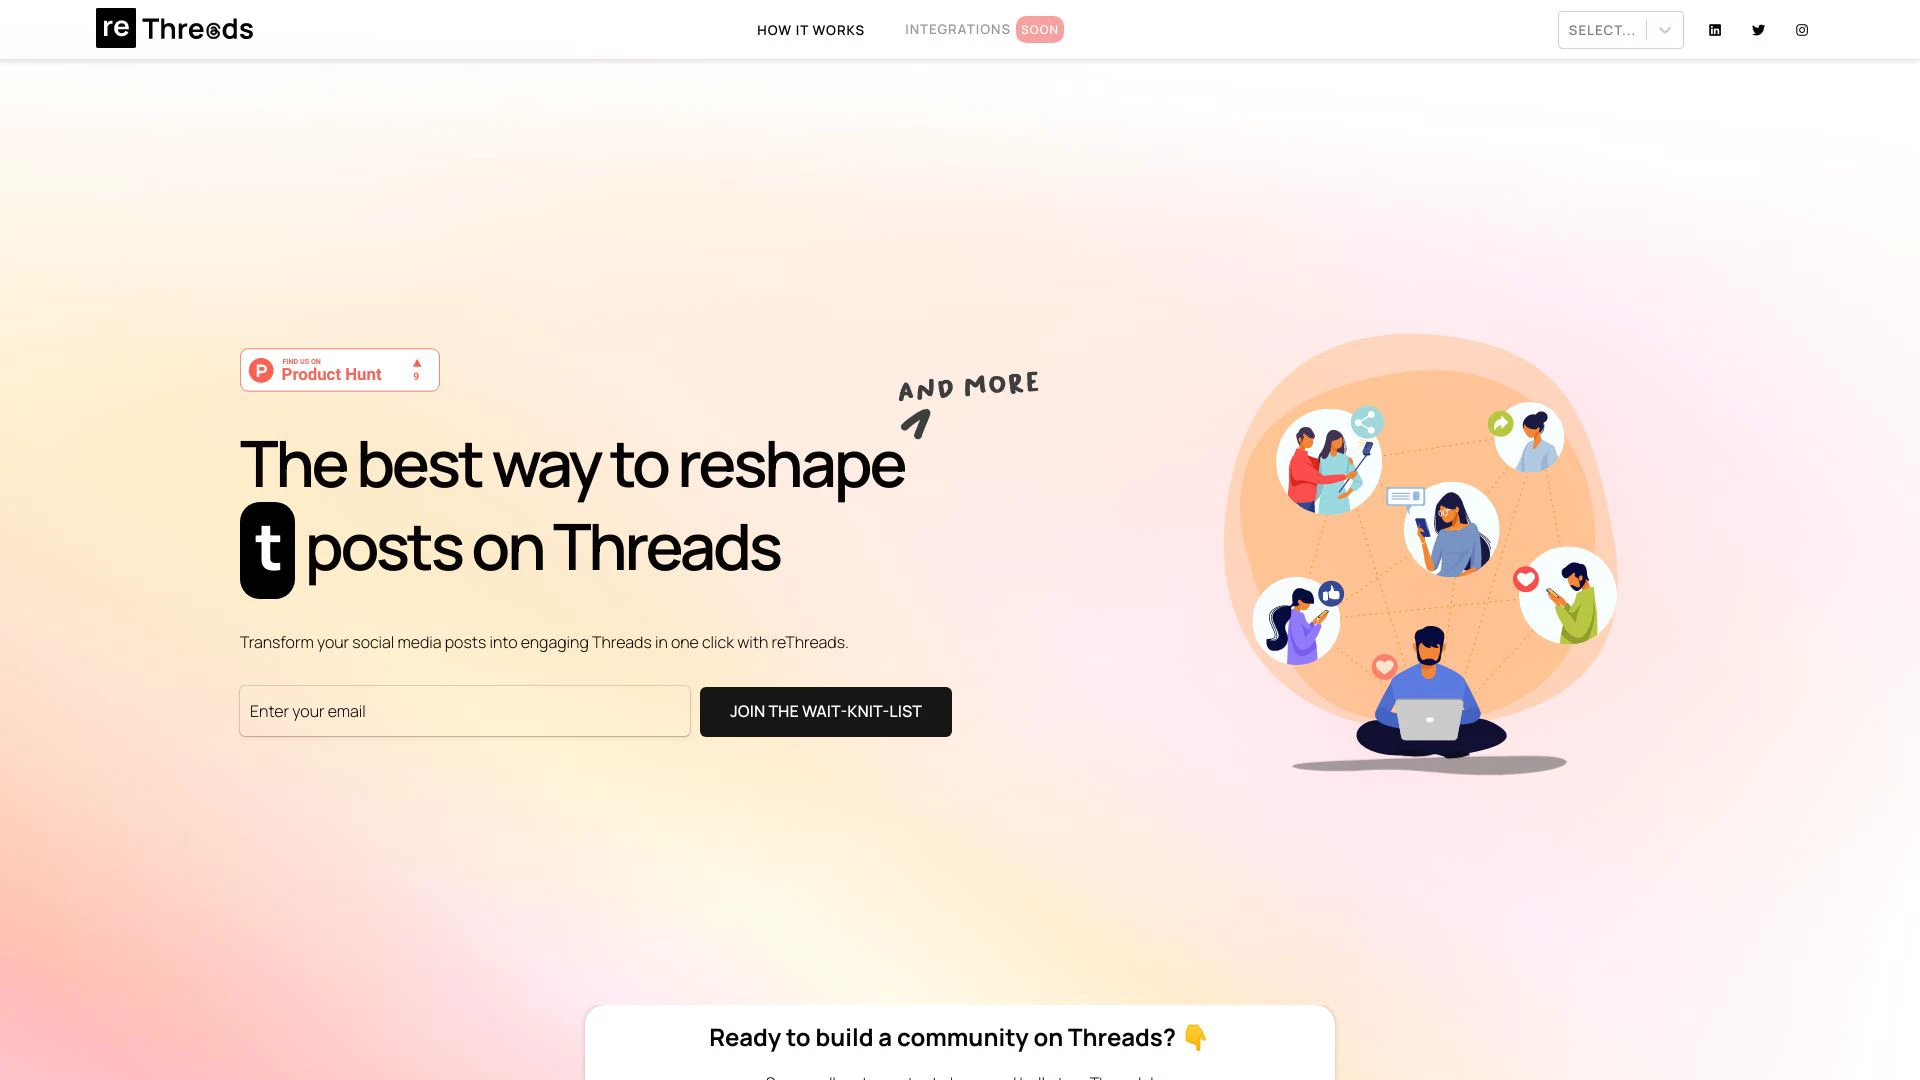 re Threads
HOW IT WORKS
INTEGRATIONS SOON
SELECT...
FIND US ON
Product Hunt
9
AND MORE
The best way to reshape
t posts on Threads
Transform your social media posts into engaging Threads in one click with reThreads.
Enter your email
JOIN THE WAIT-KNIT-LIST
Ready to build a community on Threads? 👇